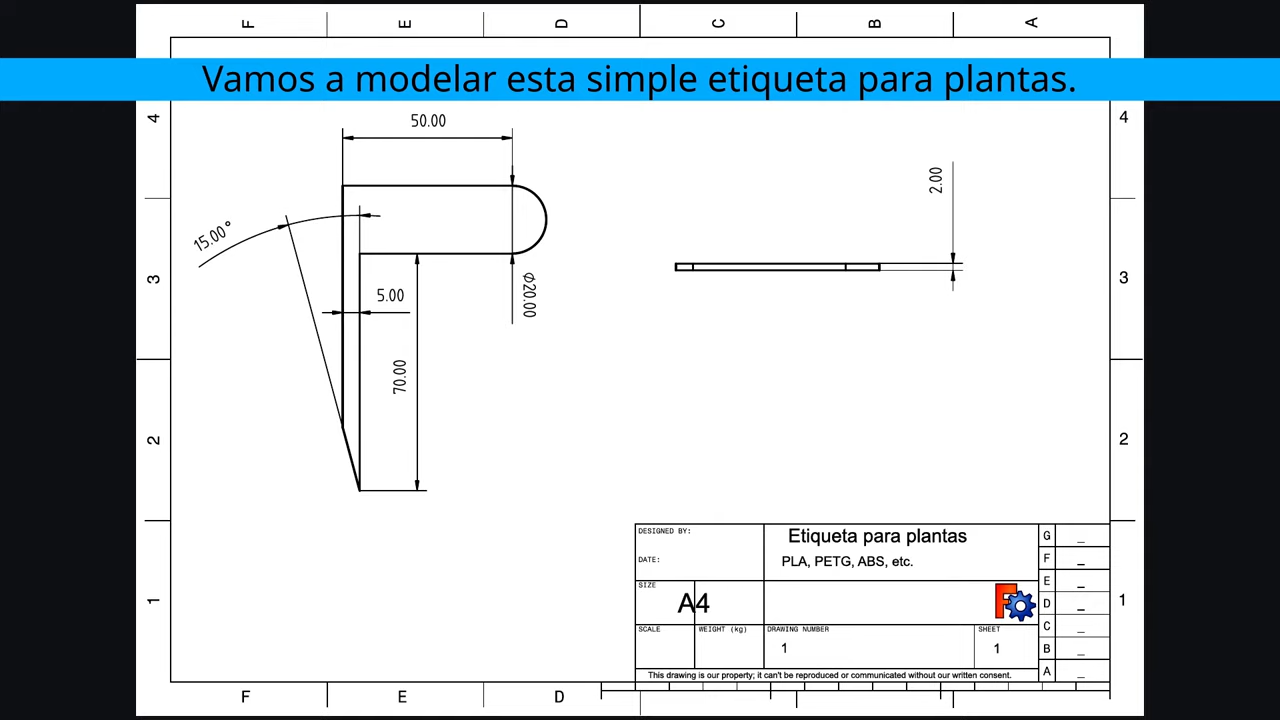 F E D C B A
Vamos a modelar esta simple etiqueta para plantas.
4 4
50.00
2.00
15.00°
3 3
5.00
Ø20.00
70.00
2 2
DESIGNED BY:
Etiqueta para plantas
G _
DATE:
PLA, PETG, ABS, etc.
F _
SIZE
E _
A4
D _
1 1
SCALE
WEIGHT (kg)
DRAWING NUMBER
SHEET
C _
1
1
B _
This drawing is our property; it can't be reproduced or communicated without our written consent.
A _
F E D